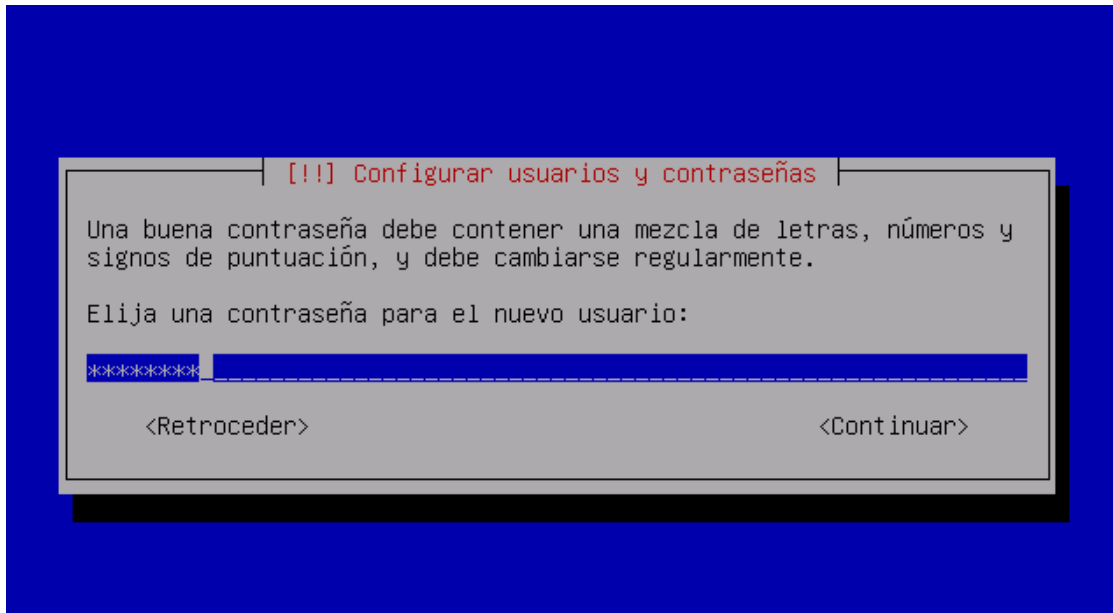 [!!] Configurar usuarios y contraseñas
Una buena contraseña debe contener una mezcla de letras, números y
signos de puntuación, y debe cambiarse regularmente.
Elija una contraseña para el nuevo usuario:
********
<Retroceder> <Continuar>